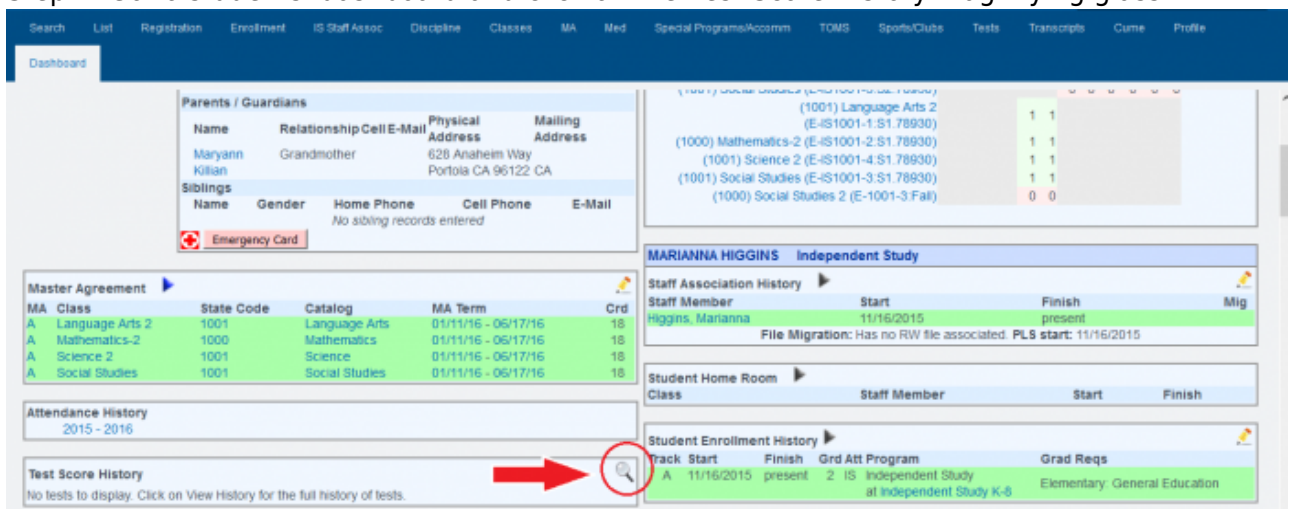 Search List Registration Enrollment IS Staff Assoc Discipline Classes MA Med Special Programs/Accomm TOMS Sports/Clubs Tests Transcripts Cume Profile
Dashboard
Parents / Guardians
Name Relationship Cell E-Mail Physical Address Mailing Address
Maryann Killian Grandmother 628 Anaheim Way
Portola CA 96122 CA
Siblings
Name Gender Home Phone Cell Phone E-Mail
No sibling records entered
Emergency Card
Master Agreement
MA Class State Code Catalog MA Term Crd
A Language Arts 2 1001 Language Arts 01/11/16 - 06/17/16 18
A Mathematics-2 1000 Mathematics 01/11/16 - 06/17/16 18
A Science 2 1001 Science 01/11/16 - 06/17/16 18
A Social Studies 1001 Social Studies 01/11/16 - 06/17/16 18
Attendance History
2015 - 2016
Test Score History
No tests to display. Click on View History for the full history of tests.
(1001) Language Arts 2
(E-IS1001-1:S1.78930) 1 1
(1000) Mathematics-2 (E-IS1001-2:S1.78930) 1 1
(1001) Science 2 (E-IS1001-4:S1.78930) 1 1
(1001) Social Studies (E-IS1001-3:S1.78930) 1 1
(1000) Social Studies 2 (E-1001-3:Fall) 0 0
MARIANNA HIGGINS Independent Study
Staff Association History
Staff Member Start Finish Mig
Higgins, Marianna 11/16/2015 present
File Migration: Has no RW file associated. PLS start: 11/16/2015
Student Home Room
Class Staff Member Start Finish
Student Enrollment History
Track Start Finish Grd Att Program Grad Reqs
A 11/16/2015 present 2 IS Independent Study
at Independent Study K-8 Elementary: General Education